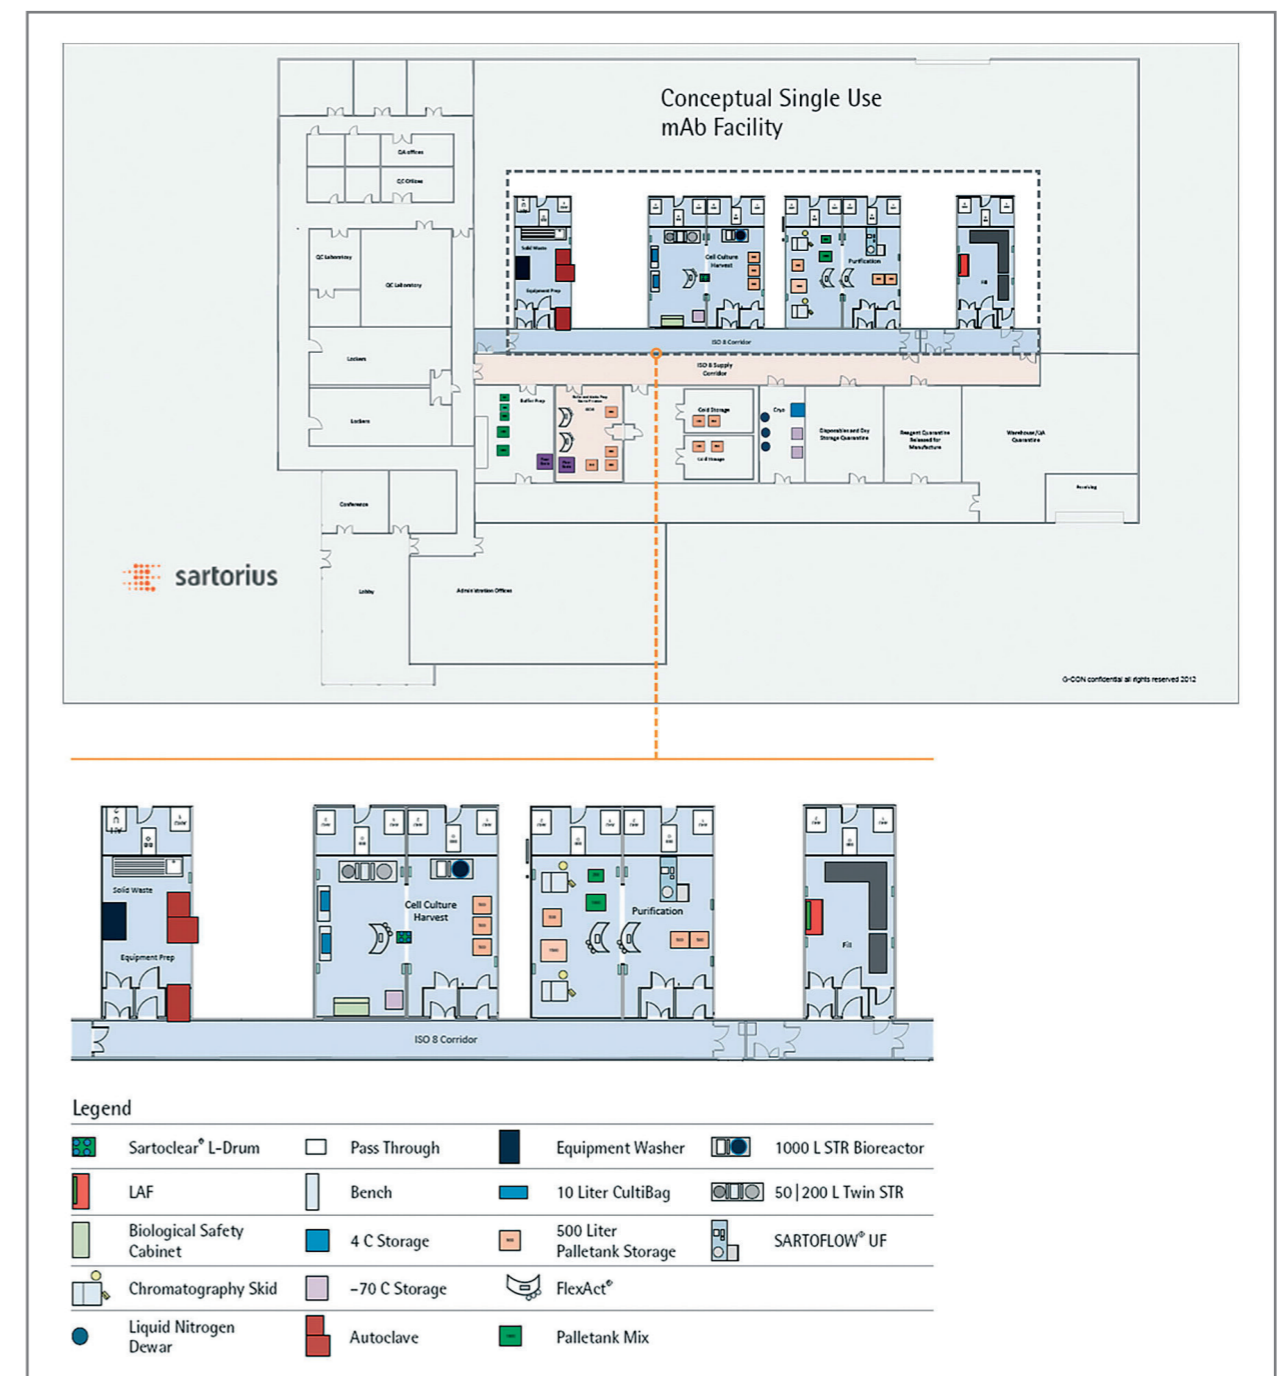 Conceptual Single Use
mAb Facility
QA offices
QC Offices
QC Laboratory
QC Laboratory
Lockers
Lockers
Conference
Lobby
Administration Offices
Solid Waste
Equipment Prep
Cell Culture
Harvest
Purification
Fill
ISO 8 Corridor
ISO 8 Supply
Corridor
Buffer Prep
Cold Storage
Cryo
Disposables and Dry
Storage Quarantine
Reagent Quarantine
Released for
Manufacture
Warehouse/QA
Quarantine
Receiving
sartorius
G-CON confidential all rights reserved 2012
Solid Waste
Equipment Prep
Cell Culture
Harvest
Purification
Fill
ISO 8 Corridor
Legend
Sartoclear® L-Drum
Pass Through
Equipment Washer
1000 L STR Bioreactor
LAF
Bench
10 Liter CultiBag
50|200 L Twin STR
Biological Safety
Cabinet
4 C Storage
500 Liter
Palletank Storage
SARTOFLOW® UF
Chromatography Skid
–70 C Storage
FlexAct®
Liquid Nitrogen
Dewar
Autoclave
Palletank Mix